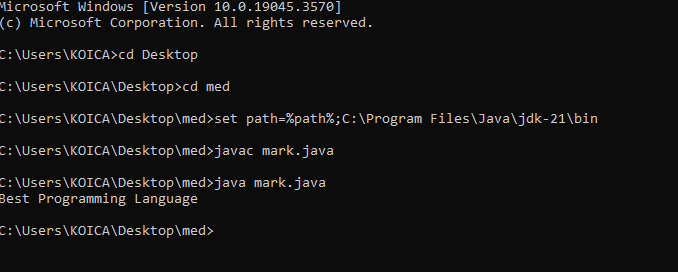 Microsoft Windows [Version 10.0.19045.3570]
(c) Microsoft Corporation. All rights reserved.
C:\Users\KOICA>cd Desktop
C:\Users\KOICA\Desktop>cd med
C:\Users\KOICA\Desktop\med>set path=%path%;C:\Program Files\Java\jdk-21\bin
C:\Users\KOICA\Desktop\med>javac mark.java
C:\Users\KOICA\Desktop\med>java mark.java
Best Programming Language
C:\Users\KOICA\Desktop\med>